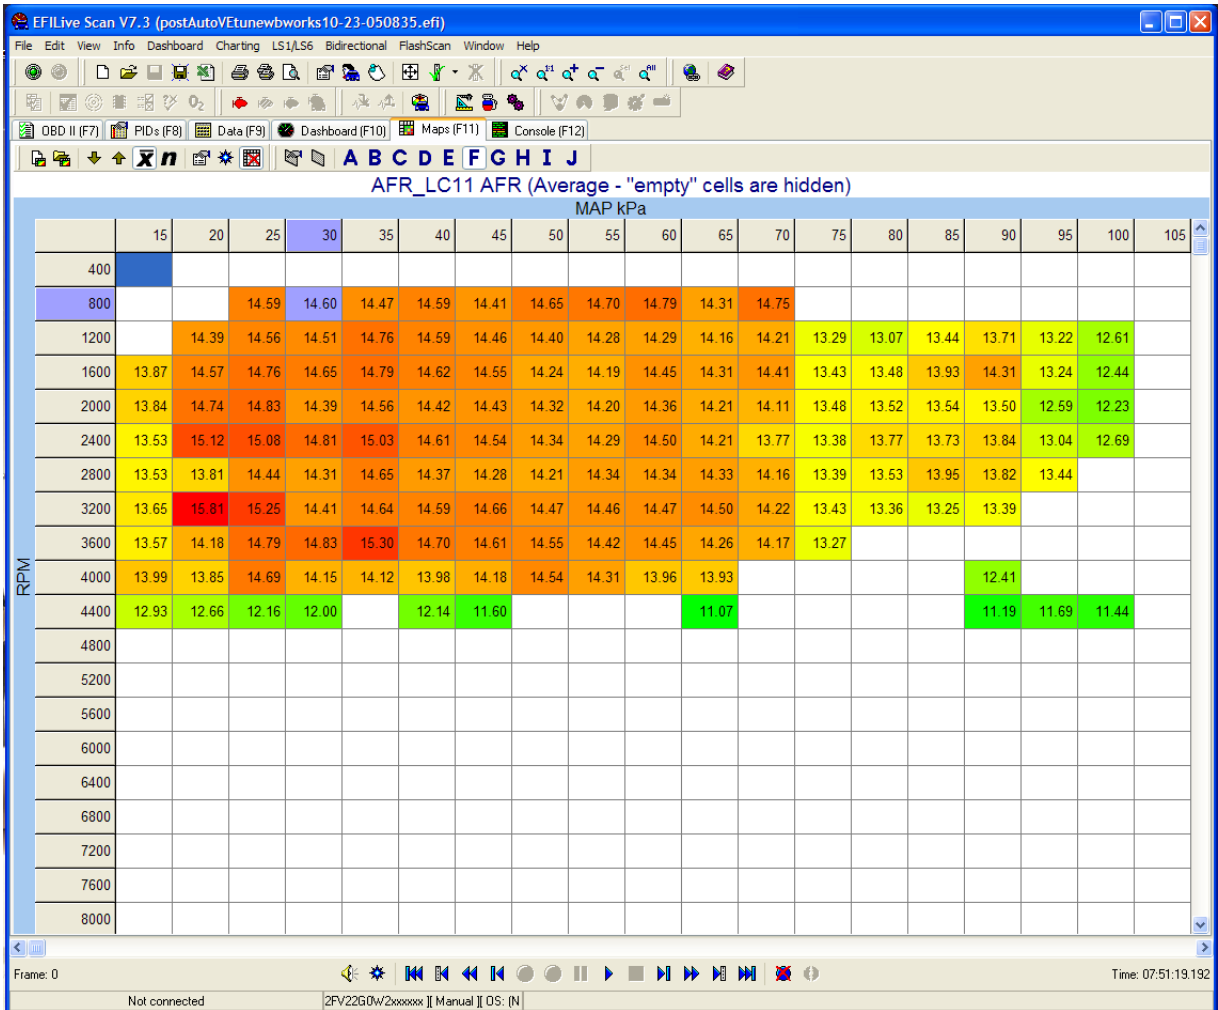 EFILive Scan V7.3 (postAutoVEtunewbworks10-23-050835.efi)
File Edit View Info Dashboard Charting LS1/LS6 Bidirectional FlashScan Window Help
OBD II (F7) PIDs (F8) Data (F9) Dashboard (F10) Maps (F11) Console (F12)
x n A B C D E F G H I J
AFR_LC11 AFR (Average - "empty" cells are hidden)
MAP kPa
15 20 25 30 35 40 45 50 55 60 65 70 75 80 85 90 95 100 105
400
800 14.59 14.60 14.47 14.59 14.41 14.65 14.70 14.79 14.31 14.75
1200 14.39 14.56 14.51 14.76 14.59 14.46 14.40 14.28 14.29 14.16 14.21 13.29 13.07 13.44 13.71 13.22 12.61
1600 13.87 14.57 14.76 14.65 14.79 14.62 14.55 14.24 14.19 14.45 14.31 14.41 13.43 13.48 13.93 14.31 13.24 12.44
2000 13.84 14.74 14.83 14.39 14.56 14.42 14.43 14.32 14.20 14.36 14.21 14.11 13.48 13.52 13.54 13.50 12.59 12.23
2400 13.53 15.12 15.08 14.81 15.03 14.61 14.54 14.34 14.29 14.50 14.21 13.77 13.38 13.77 13.73 13.84 13.04 12.69
2800 13.53 13.81 14.44 14.31 14.65 14.37 14.28 14.21 14.34 14.34 14.33 14.16 13.39 13.53 13.95 13.82 13.44
3200 13.65 15.81 15.25 14.41 14.64 14.59 14.66 14.47 14.46 14.47 14.50 14.22 13.43 13.36 13.25 13.39
3600 13.57 14.18 14.79 14.83 15.30 14.70 14.61 14.55 14.42 14.45 14.26 14.17 13.27
RPM
4000 13.99 13.85 14.69 14.15 14.12 13.98 14.18 14.54 14.31 13.96 13.93 12.41
4400 12.93 12.66 12.16 12.00 12.14 11.60 11.07 11.19 11.69 11.44
4800
5200
5600
6000
6400
6800
7200
7600
8000
Frame: 0 Time: 07:51:19.192
Not connected 2FV22G0W2xxxxxx ][ Manual ][ OS: (N